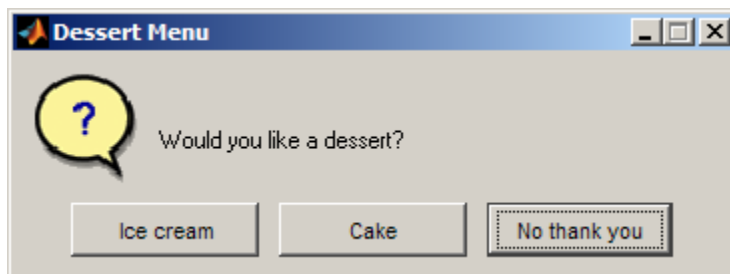 Dessert Menu
?
Would you like a dessert?
Ice cream
Cake
No thank you